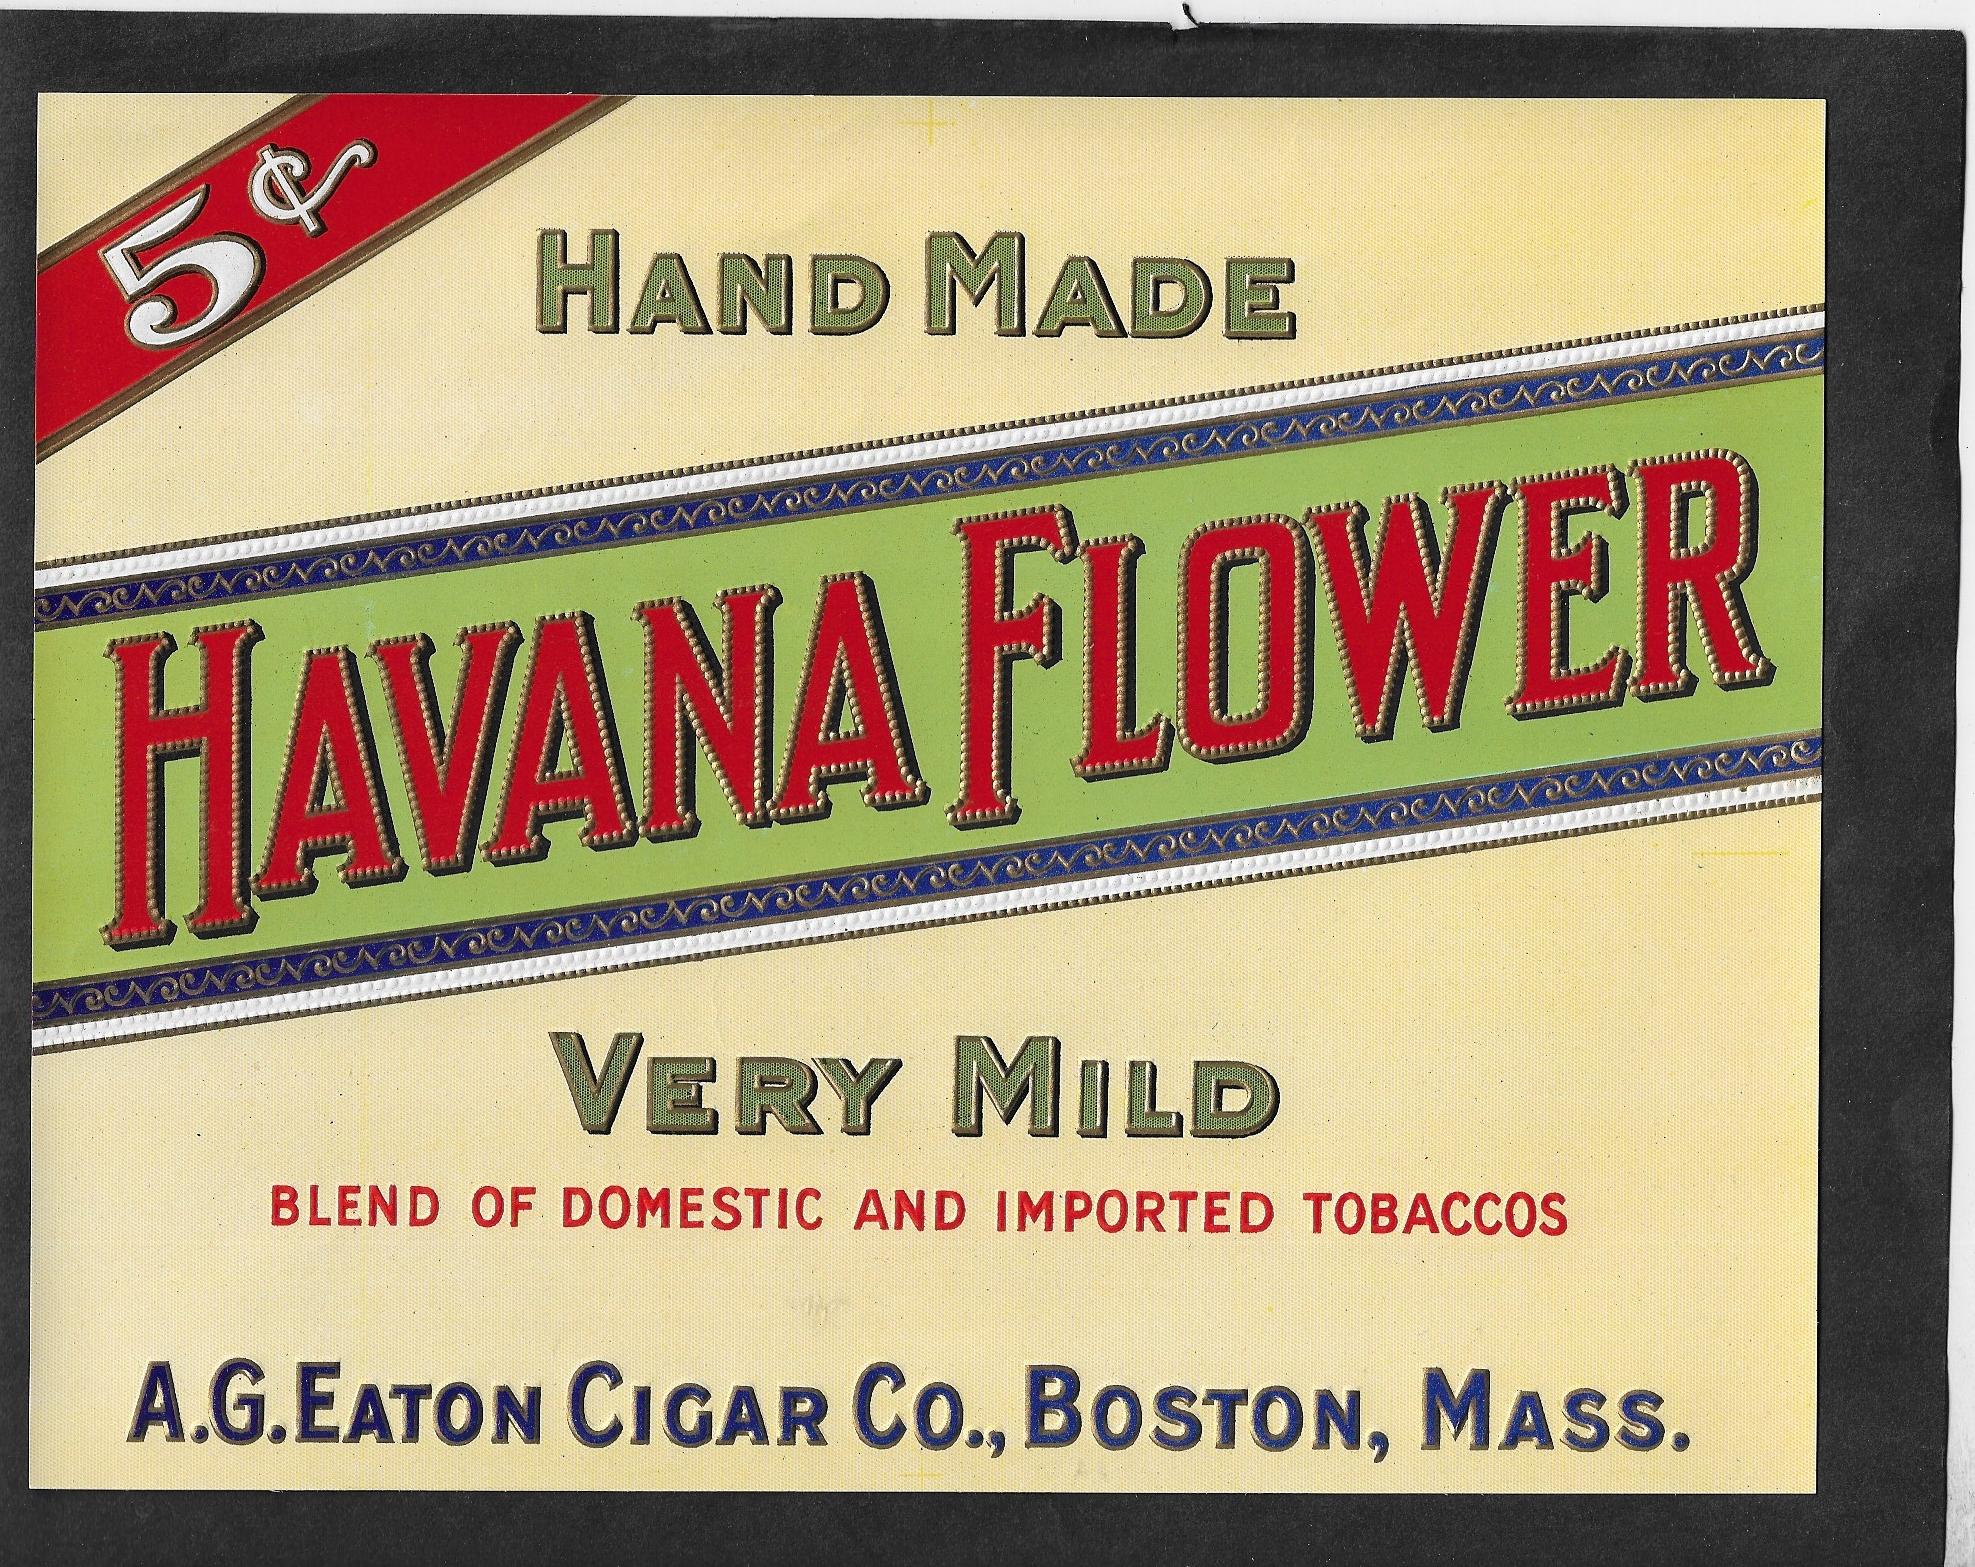 5¢
HAND MADE
HAVANA FLOWER
VERY MILD
BLEND OF DOMESTIC AND IMPORTED TOBACCOS
A.G. EATON CIGAR CO., BOSTON, MASS.